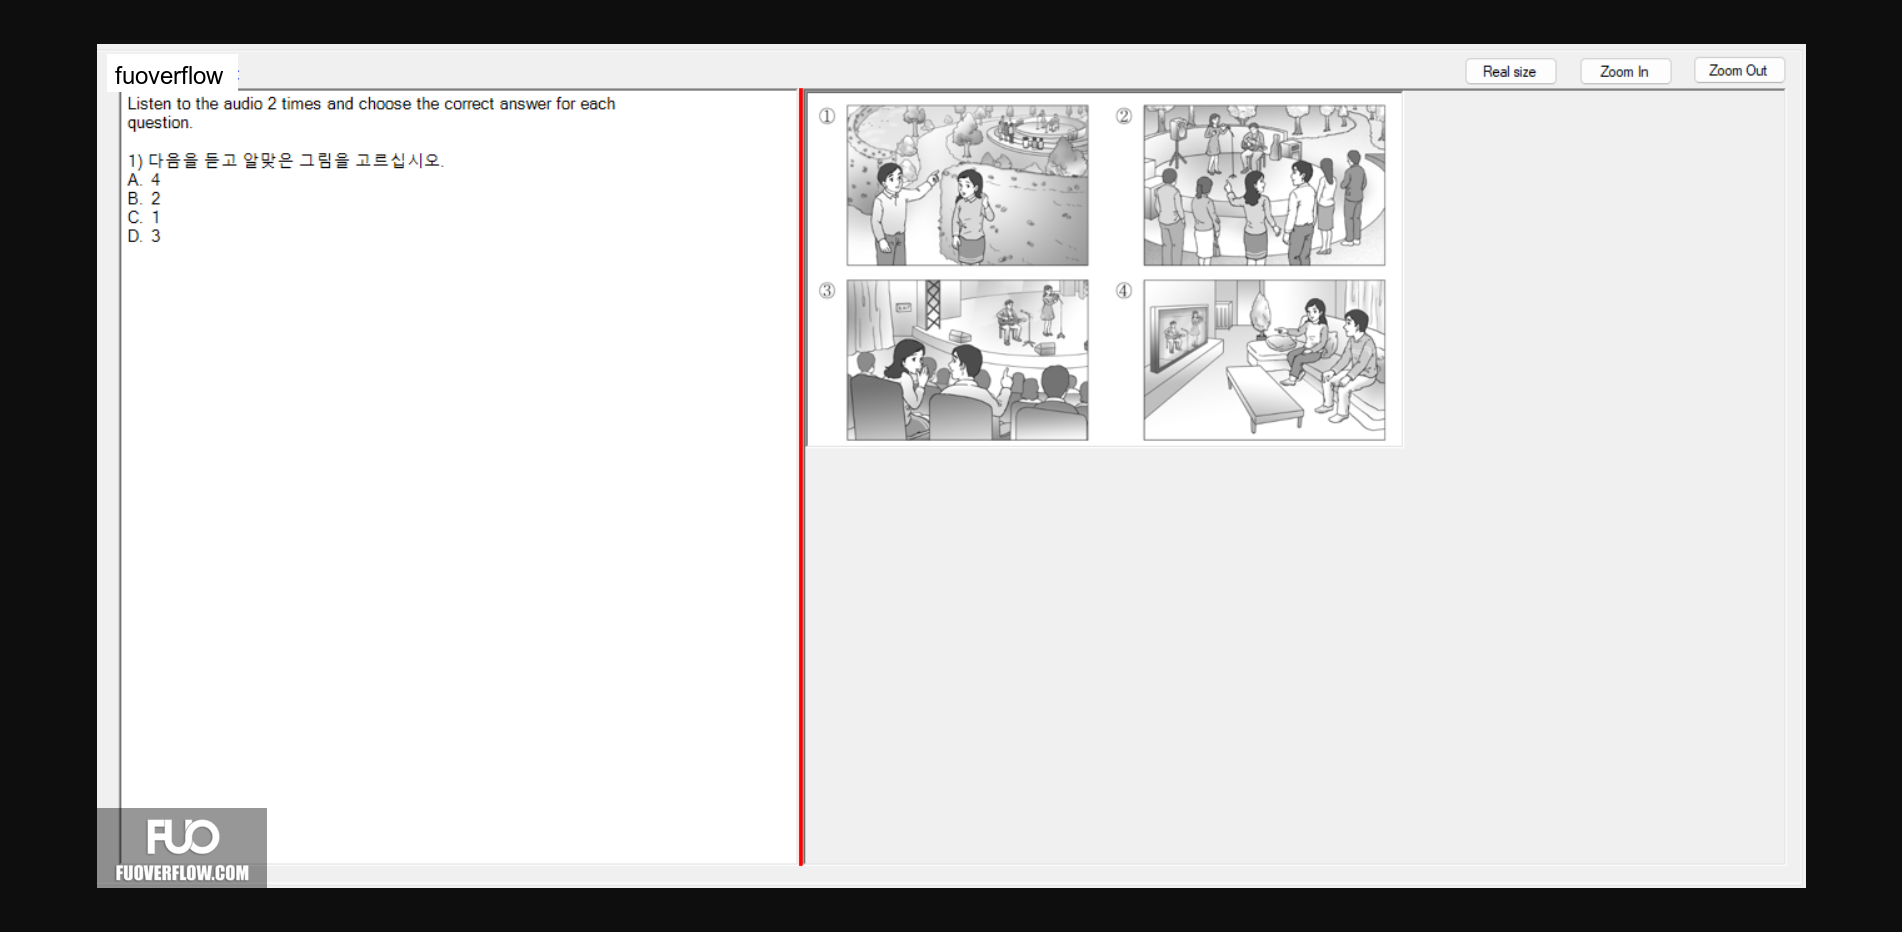 fuoverflow :
Real size
Zoom In
Zoom Out
Listen to the audio 2 times and choose the correct answer for each
question.
1) 다음을 듣고 알맞은 그림을 고르십시오.
A. 4
B. 2
C. 1
D. 3
①
②
③
④
FUO
FUOVERFLOW.COM